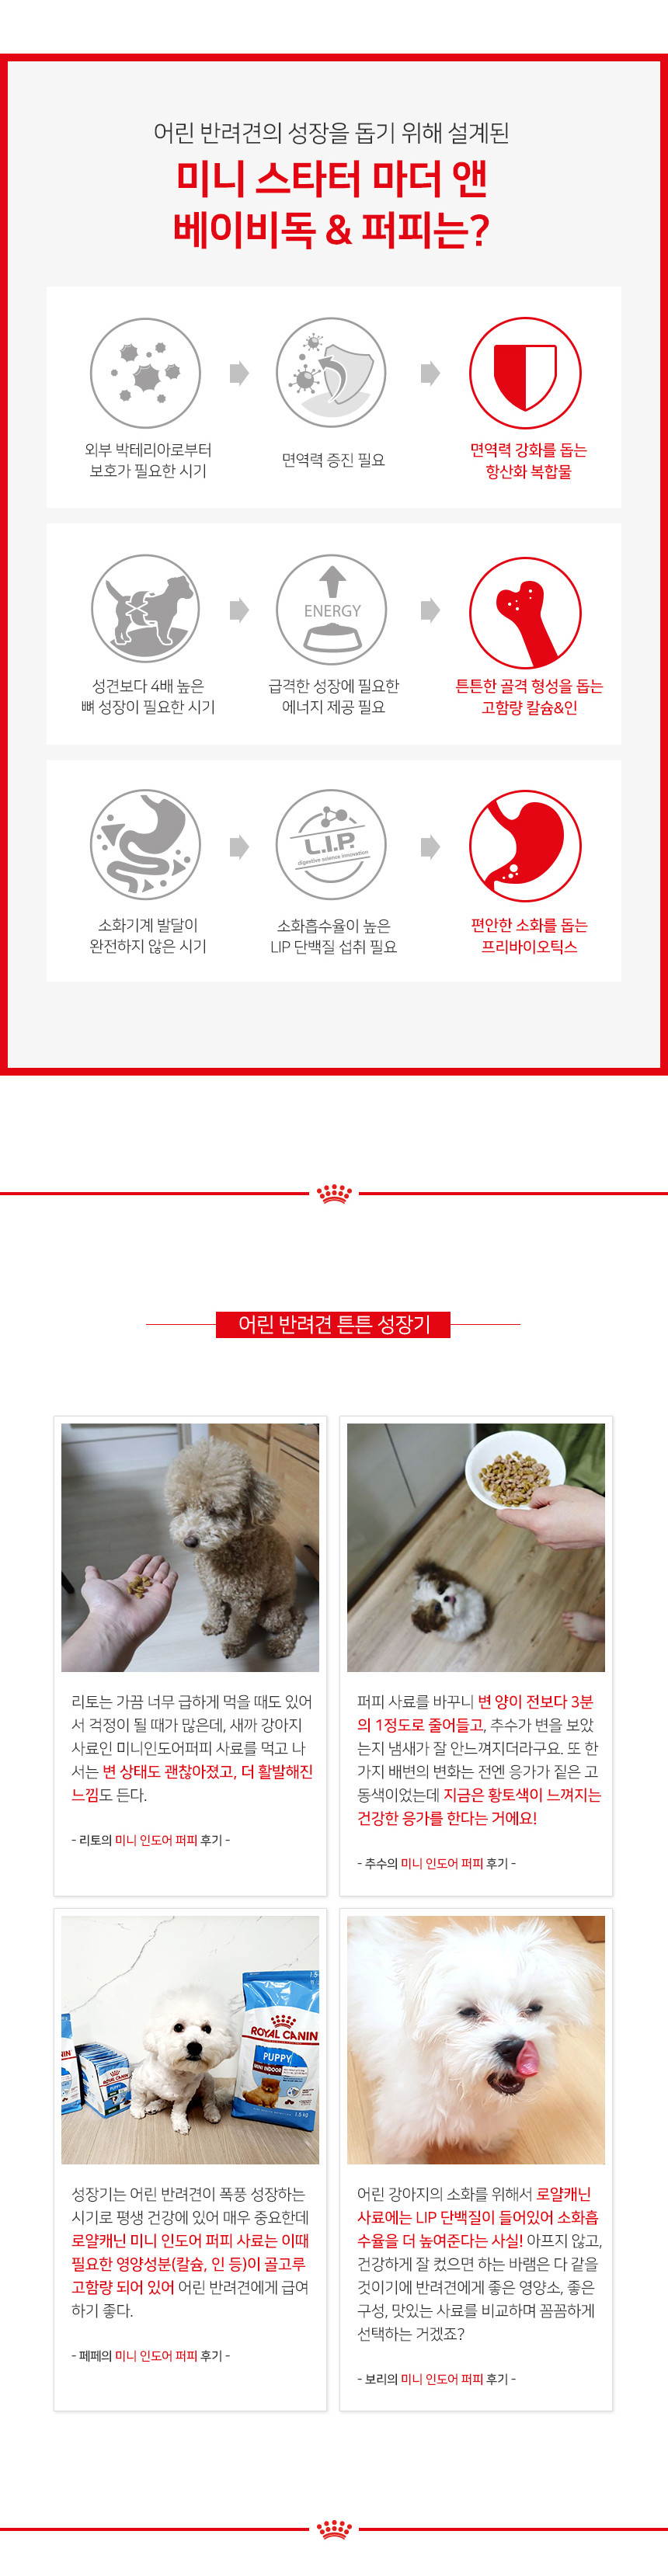 어린 반려견의 성장을 돕기 위해 설계된
미니 스타터 마더 앤
베이비독 & 퍼피는?
외부 박테리아로부터
보호가 필요한 시기
면역력 증진 필요
면역력 강화를 돕는
항산화 복합물
ENERGY
성견보다 4배 높은
뼈 성장이 필요한 시기
급격한 성장에 필요한
에너지 제공 필요
튼튼한 골격 형성을 돕는
고함량 칼슘&인
L.I.P.
digestive science innovation
소화기계 발달이
완전하지 않은 시기
소화흡수율이 높은
LIP 단백질 섭취 필요
편안한 소화를 돕는
프리바이오틱스
어린 반려견 튼튼 성장기
리토는 가끔 너무 급하게 먹을 때도 있어
서 걱정이 될 때가 많은데, 새까 강아지
사료인 미니인도어퍼피 사료를 먹고 나
서는 변 상태도 괜찮아졌고, 더 활발해진
느낌도 든다.
- 리토의 미니 인도어 퍼피 후기 -
퍼피 사료를 바꾸니 변 양이 전보다 3분
의 1정도로 줄어들고, 추수가 변을 보았
는지 냄새가 잘 안느껴지더라구요. 또 한
가지 배변의 변화는 전엔 응가가 짙은 고
동색이었는데 지금은 황토색이 느껴지는
건강한 응가를 한다는 거에요!
- 추수의 미니 인도어 퍼피 후기 -
ROYAL CANIN
PUPPY
MINI INDOOR
1.5 kg
성장기는 어린 반려견이 폭풍 성장하는
시기로 평생 건강에 있어 매우 중요한데
로얄캐닌 미니 인도어 퍼피 사료는 이때
필요한 영양성분(칼슘, 인 등)이 골고루
고함량 되어 있어 어린 반려견에게 급여
하기 좋다.
- 페페의 미니 인도어 퍼피 후기 -
어린 강아지의 소화를 위해서 로얄캐닌
사료에는 LIP 단백질이 들어있어 소화흡
수율을 더 높여준다는 사실! 아프지 않고,
건강하게 잘 컸으면 하는 바램은 다 같을
것이기에 반려견에게 좋은 영양소, 좋은
구성, 맛있는 사료를 비교하며 꼼꼼하게
선택하는 거겠죠?
- 보리의 미니 인도어 퍼피 후기 -